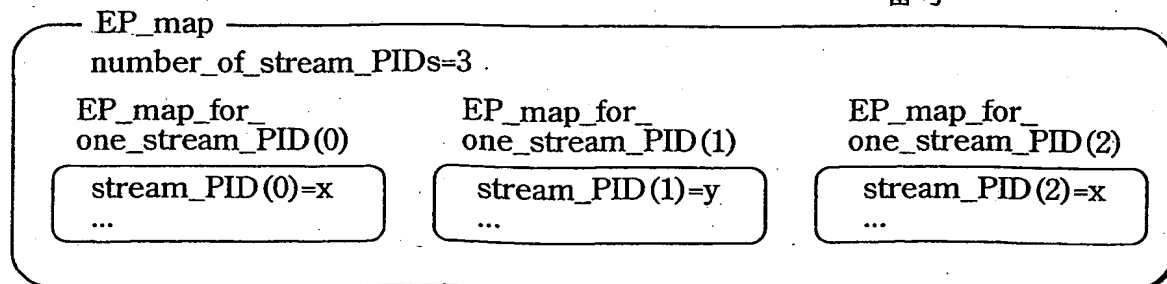 EP_map
number_of_stream_PIDs=3
EP_map_for_ EP_map_for_ EP_map_for_
one_stream_PID(0) one_stream_PID(1) one_stream_PID(2)
stream_PID(0)=x stream_PID(1)=y stream_PID(2)=x
... ... ...